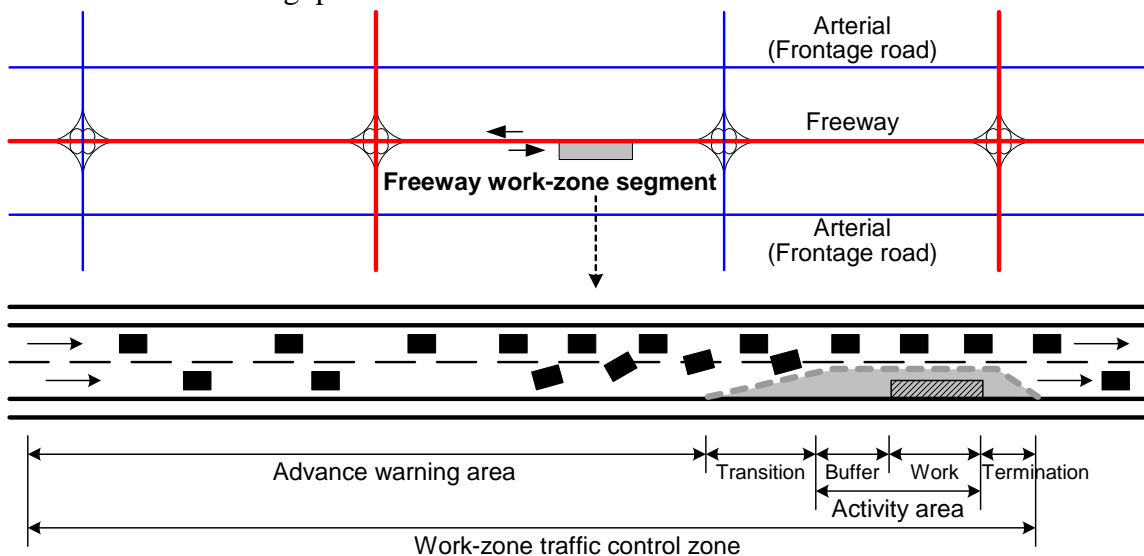 Arterial
(Frontage road)
Freeway
Freeway work-zone segment
Arterial
(Frontage road)
Advance warning area
Transition
Buffer
Work
Termination
Activity area
Work-zone traffic control zone